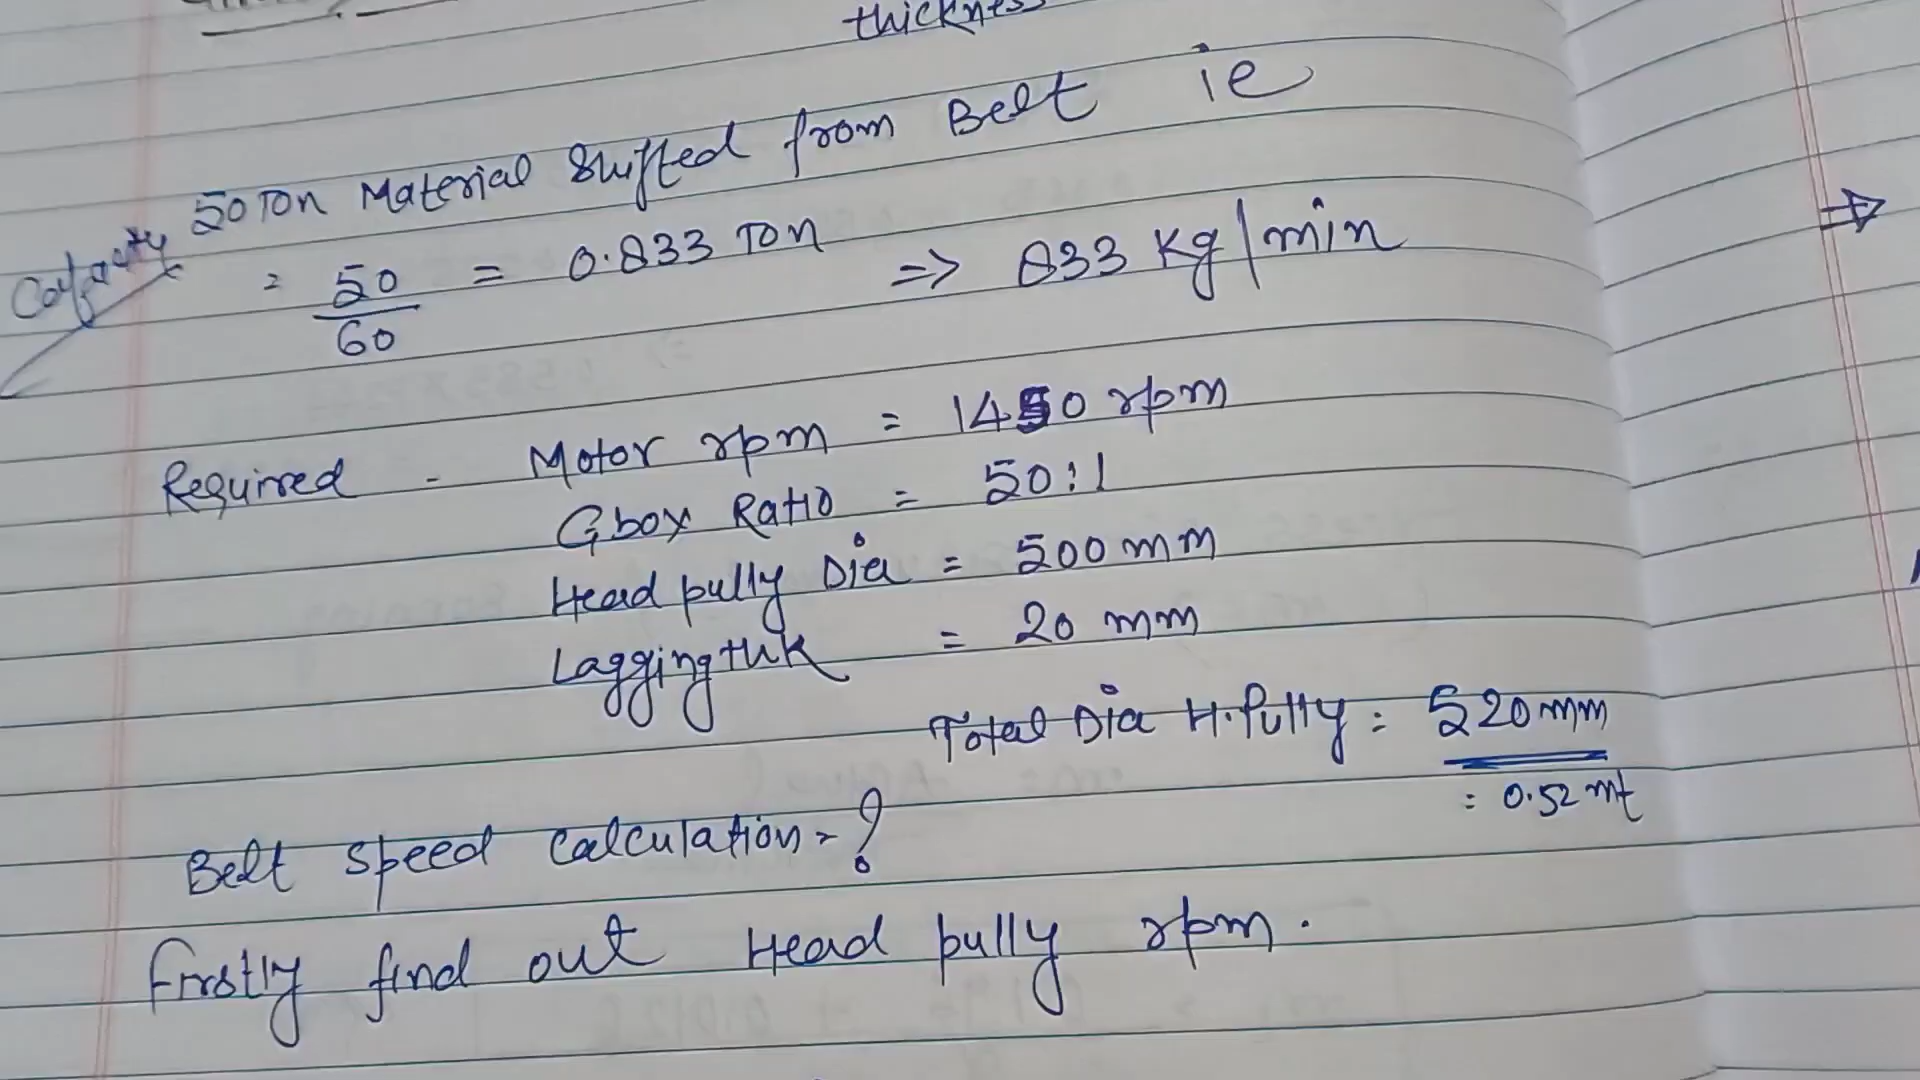 thickness
50 Ton Material Shifted from Belt ie
Capacity
= 50/60 = 0.833 Ton => 833 Kg/min
Required - Motor rpm = 1450 rpm
Gbox Ratio = 50:1
Head pully Dia = 500 mm
Lagging thk = 20 mm
Total Dia H.Pully = 520 mm
= 0.52 mt
Belt speed calculation = ?
Firstly find out Head pully rpm.